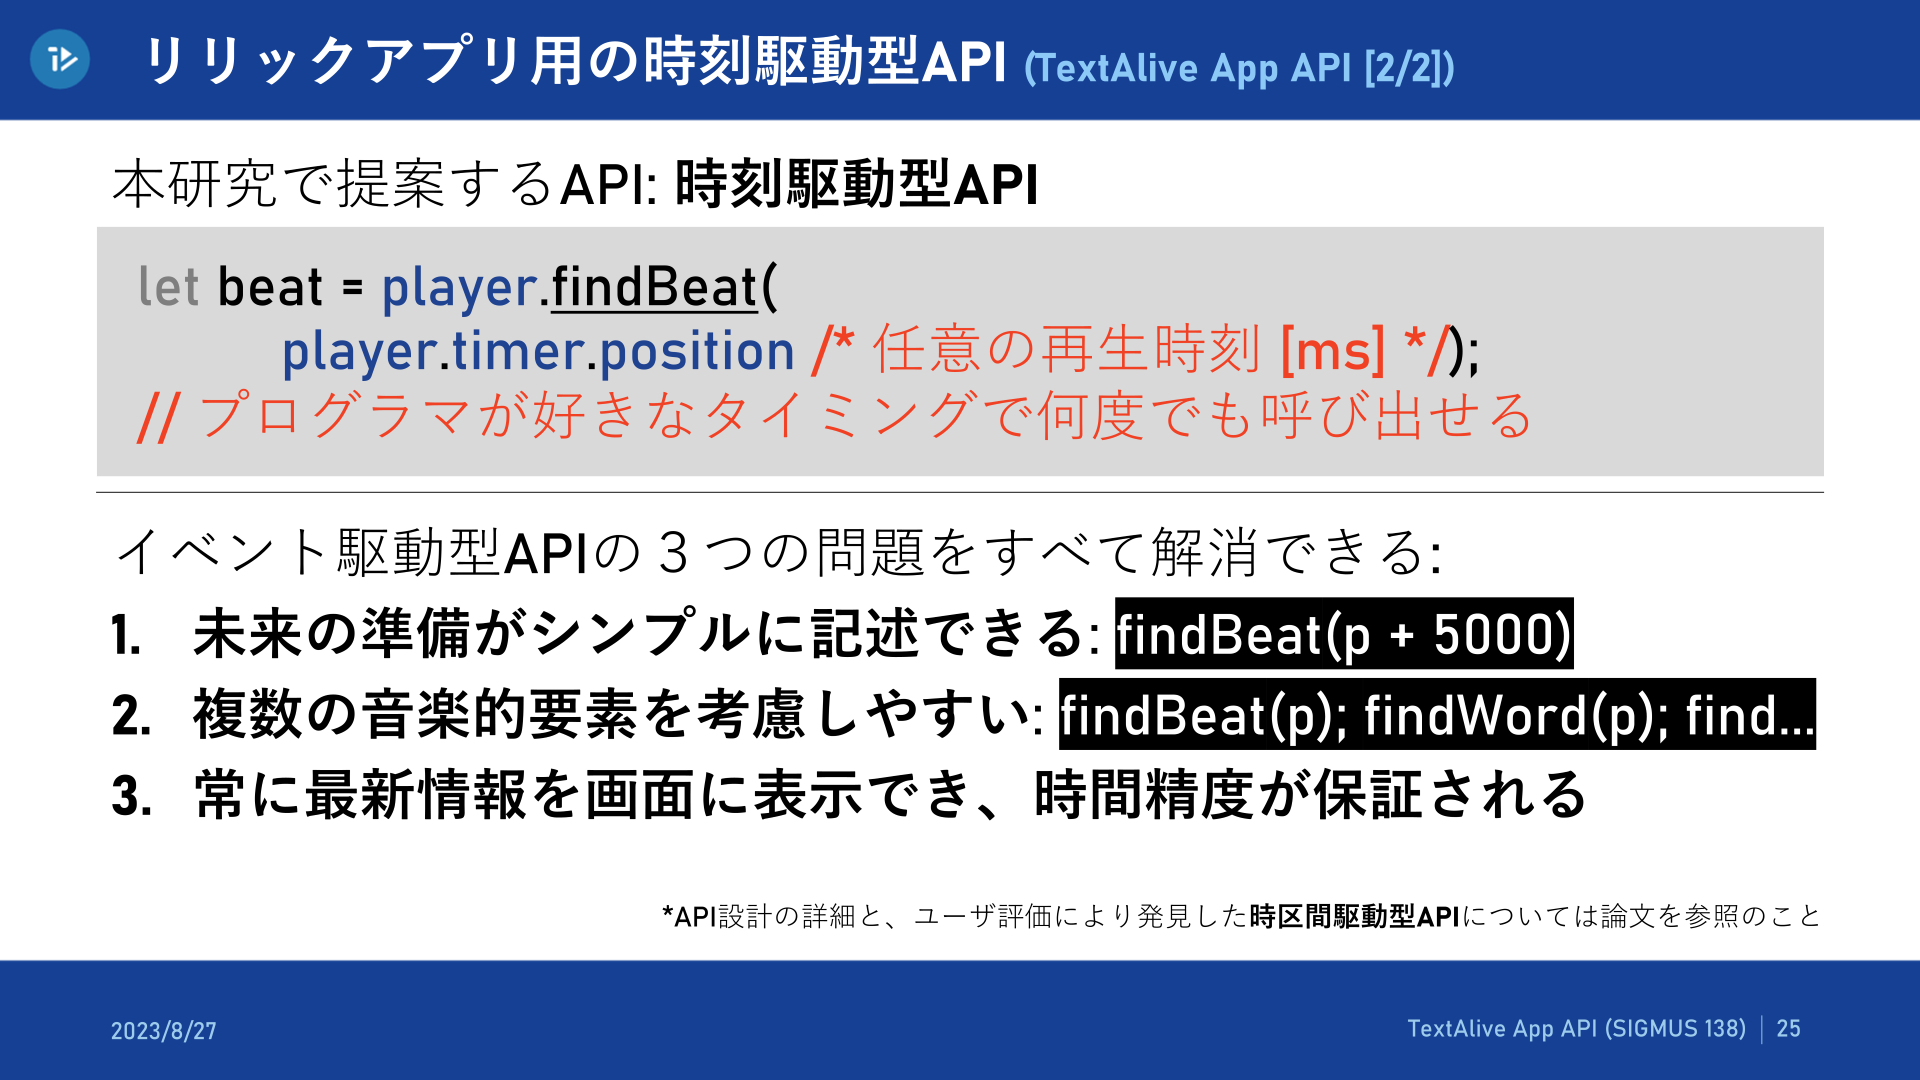 リリックアプリ用の時刻駆動型API (TextAlive App API [2/2])
本研究で提案するAPI: 時刻駆動型API
let beat = player.findBeat(
player.timer.position /* 任意の再生時刻 [ms] */);
// プログラマが好きなタイミングで何度でも呼び出せる
イベント駆動型APIの３つの問題をすべて解消できる:
1. 未来の準備がシンプルに記述できる: findBeat(p + 5000)
2. 複数の音楽的要素を考慮しやすい: findBeat(p); findWord(p); find...
3. 常に最新情報を画面に表示でき、時間精度が保証される
*API設計の詳細と、ユーザ評価により発見した時区間駆動型APIについては論文を参照のこと
2023/8/27
TextAlive App API (SIGMUS 138) | 25